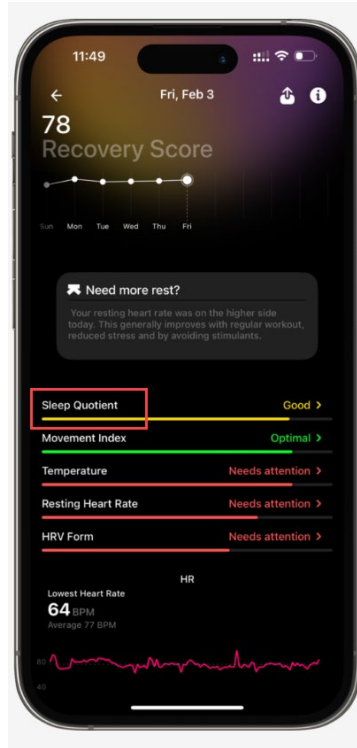 11:49
Fri, Feb 3
78
Recovery Score
Sun Mon Tue Wed Thu Fri
Need more rest?
Your resting heart rate was on the higher side
today. This generally improves with regular workout,
reduced stress and by avoiding stimulants.
Sleep Quotient Good >
Movement Index Optimal >
Temperature Needs attention >
Resting Heart Rate Needs attention >
HRV Form Needs attention >
HR
Lowest Heart Rate
64 BPM
Average 77 BPM
80
40